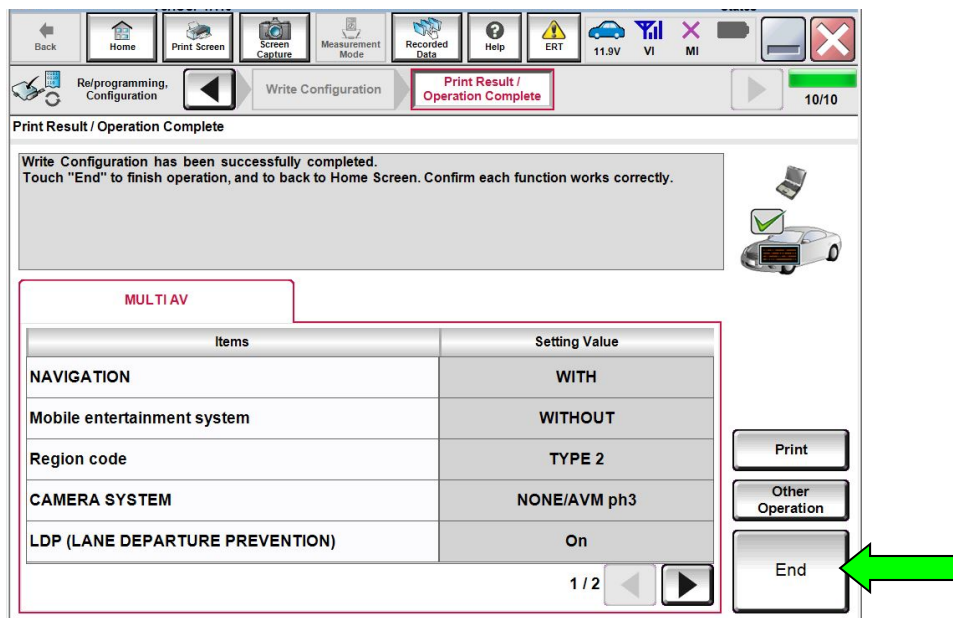 Back
Home
Print Screen
Screen
Capture
Measurement
Mode
Recorded
Data
Help
ERT
11.9V
VI
MI
Re/programming,
Configuration
Write Configuration
Print Result /
Operation Complete
10/10
Print Result / Operation Complete
Write Configuration has been successfully completed.
Touch "End" to finish operation, and to back to Home Screen. Confirm each function works correctly.
MULTI AV
Items Setting Value
NAVIGATION WITH
Mobile entertainment system WITHOUT
Region code TYPE 2
CAMERA SYSTEM NONE/AVM ph3
LDP (LANE DEPARTURE PREVENTION) On
1 / 2
Print
Other
Operation
End